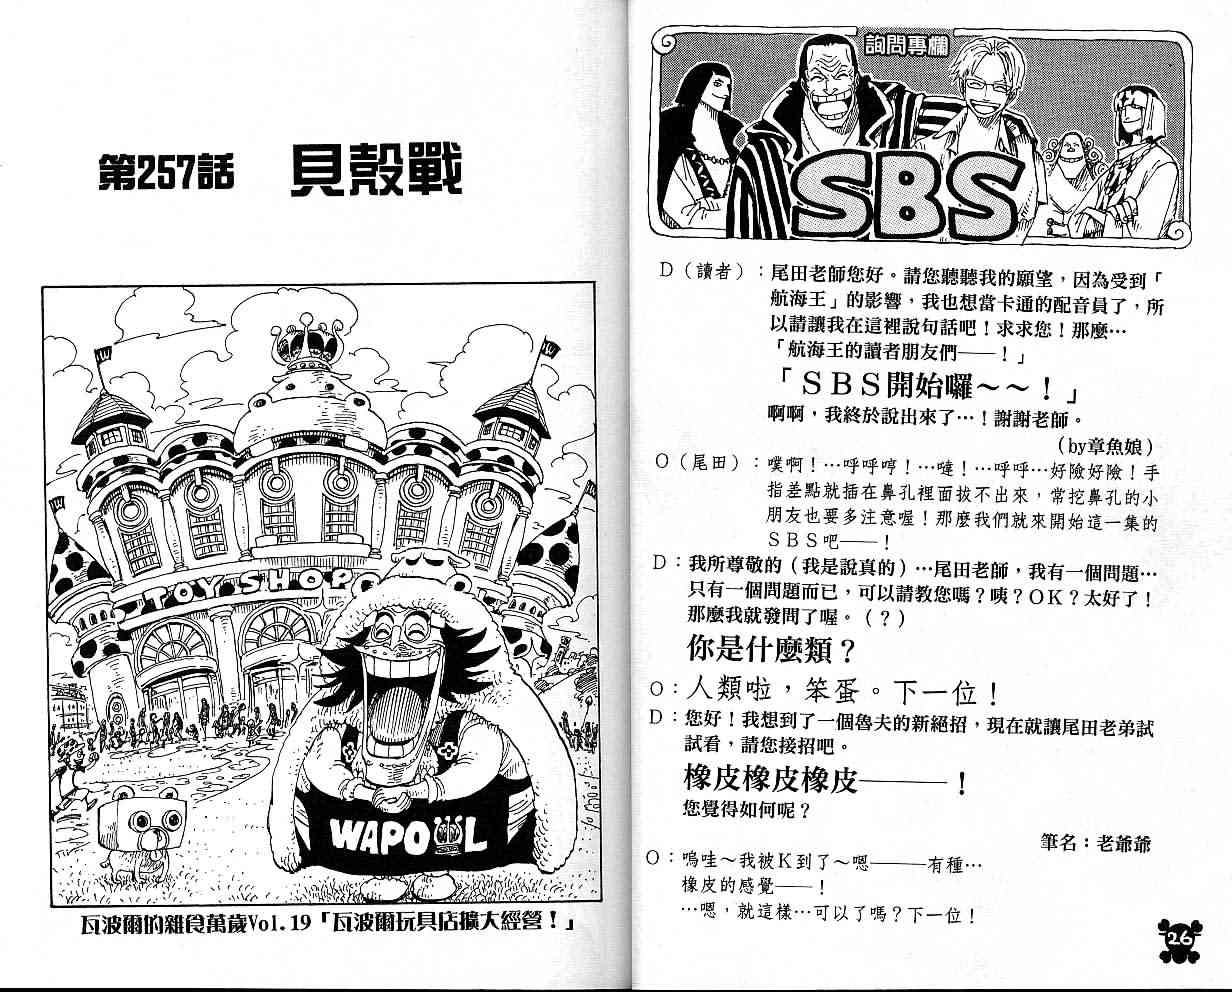 詢問專欄
SBS
D（讀者）：尾田老師您好。請您聽聽我的願望，因為受到「
航海王」的影響，我也想當卡通的配音員了，所
以請讓我在這裡說句話吧！求求您！那麼…
「航海王的讀者朋友們──！」
「ＳＢＳ開始囉～～！」
啊啊，我終於說出來了…！謝謝老師。
（by章魚娘）
O（尾田）：噗啊！…呼呼哼！…噠！…呼呼…好險好險！手
指差點就插在鼻孔裡面拔不出來，常挖鼻孔的小
朋友也要多注意喔！那麼我們就來開始這一集的
ＳＢＳ吧──！
D：我所尊敬的（我是說真的）…尾田老師，我有一個問題…
只有一個問題而已，可以請教您嗎？咦？OK？太好了！
那麼我就發問了喔。（？）
你是什麼類？
O：人類啦，笨蛋。下一位！
D：您好！我想到了一個魯夫的新絕招，現在就讓尾田老弟試
試看，請您接招吧。
橡皮橡皮橡皮───！
您覺得如何呢？
筆名：老爺爺
O：嗚哇～我被Ｋ到了～嗯───有種…
橡皮的感覺──！
…嗯，就這樣…可以了嗎？下一位！
26
第257話 貝殼戰
TOY SHOP
WAPOL
瓦波爾的雜食萬歲Vol.19「瓦波爾玩具店擴大經營！」